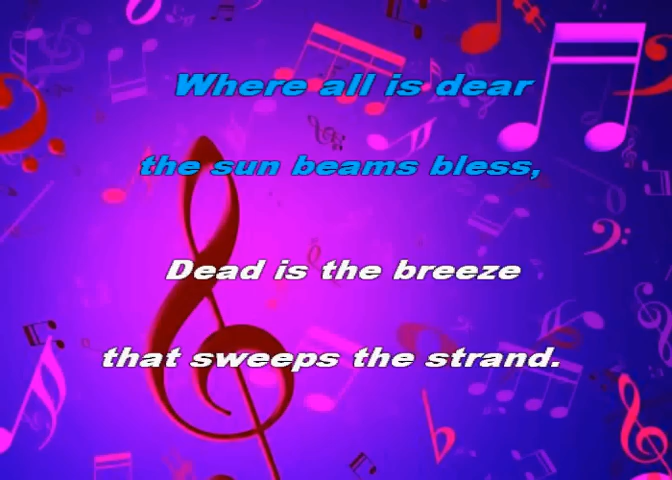 Where all is dear
the sun beams bless,
Dead is the breeze
that sweeps the strand.